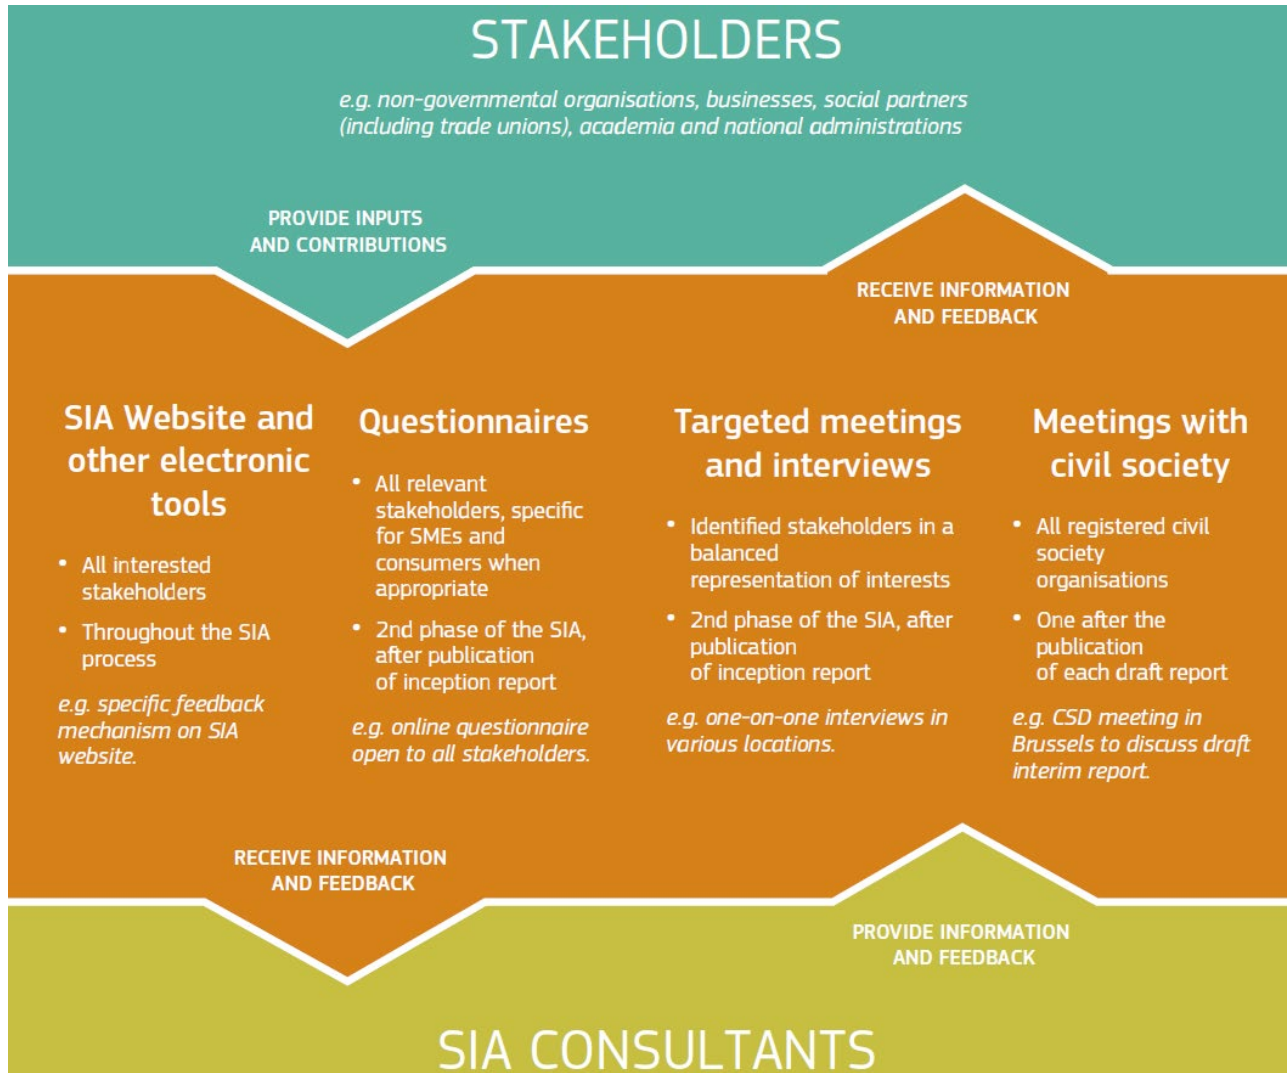 STAKEHOLDERS
e.g. non-governmental organisations, businesses, social partners
(including trade unions), academia and national administrations
PROVIDE INPUTS
AND CONTRIBUTIONS
RECEIVE INFORMATION
AND FEEDBACK
SIA Website and
other electronic
tools
• All interested
stakeholders
• Throughout the SIA
process
e.g. specific feedback
mechanism on SIA
website.
Questionnaires
• All relevant
stakeholders, specific
for SMEs and
consumers when
appropriate
• 2nd phase of the SIA,
after publication
of inception report
e.g. online questionnaire
open to all stakeholders.
Targeted meetings
and interviews
• Identified stakeholders in a
balanced
representation of interests
• 2nd phase of the SIA, after
publication
of inception report
e.g. one-on-one interviews in
various locations.
Meetings with
civil society
• All registered civil
society
organisations
• One after the
publication
of each draft report
e.g. CSD meeting in
Brussels to discuss draft
interim report.
RECEIVE INFORMATION
AND FEEDBACK
PROVIDE INFORMATION
AND FEEDBACK
SIA CONSULTANTS